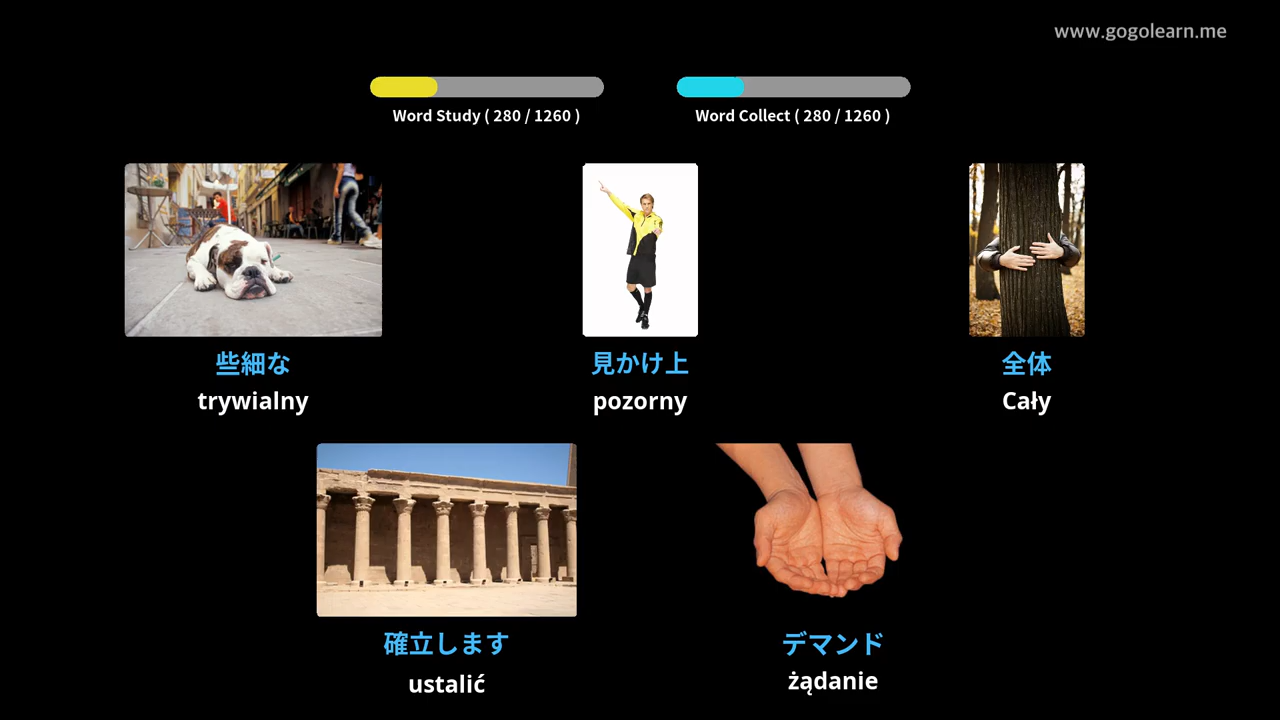 www.gogolearn.me
Word Study ( 280 / 1260 )
Word Collect ( 280 / 1260 )
些細な
trywialny
見かけ上
pozorny
全体
Cały
確立します
ustalić
デマンド
żądanie